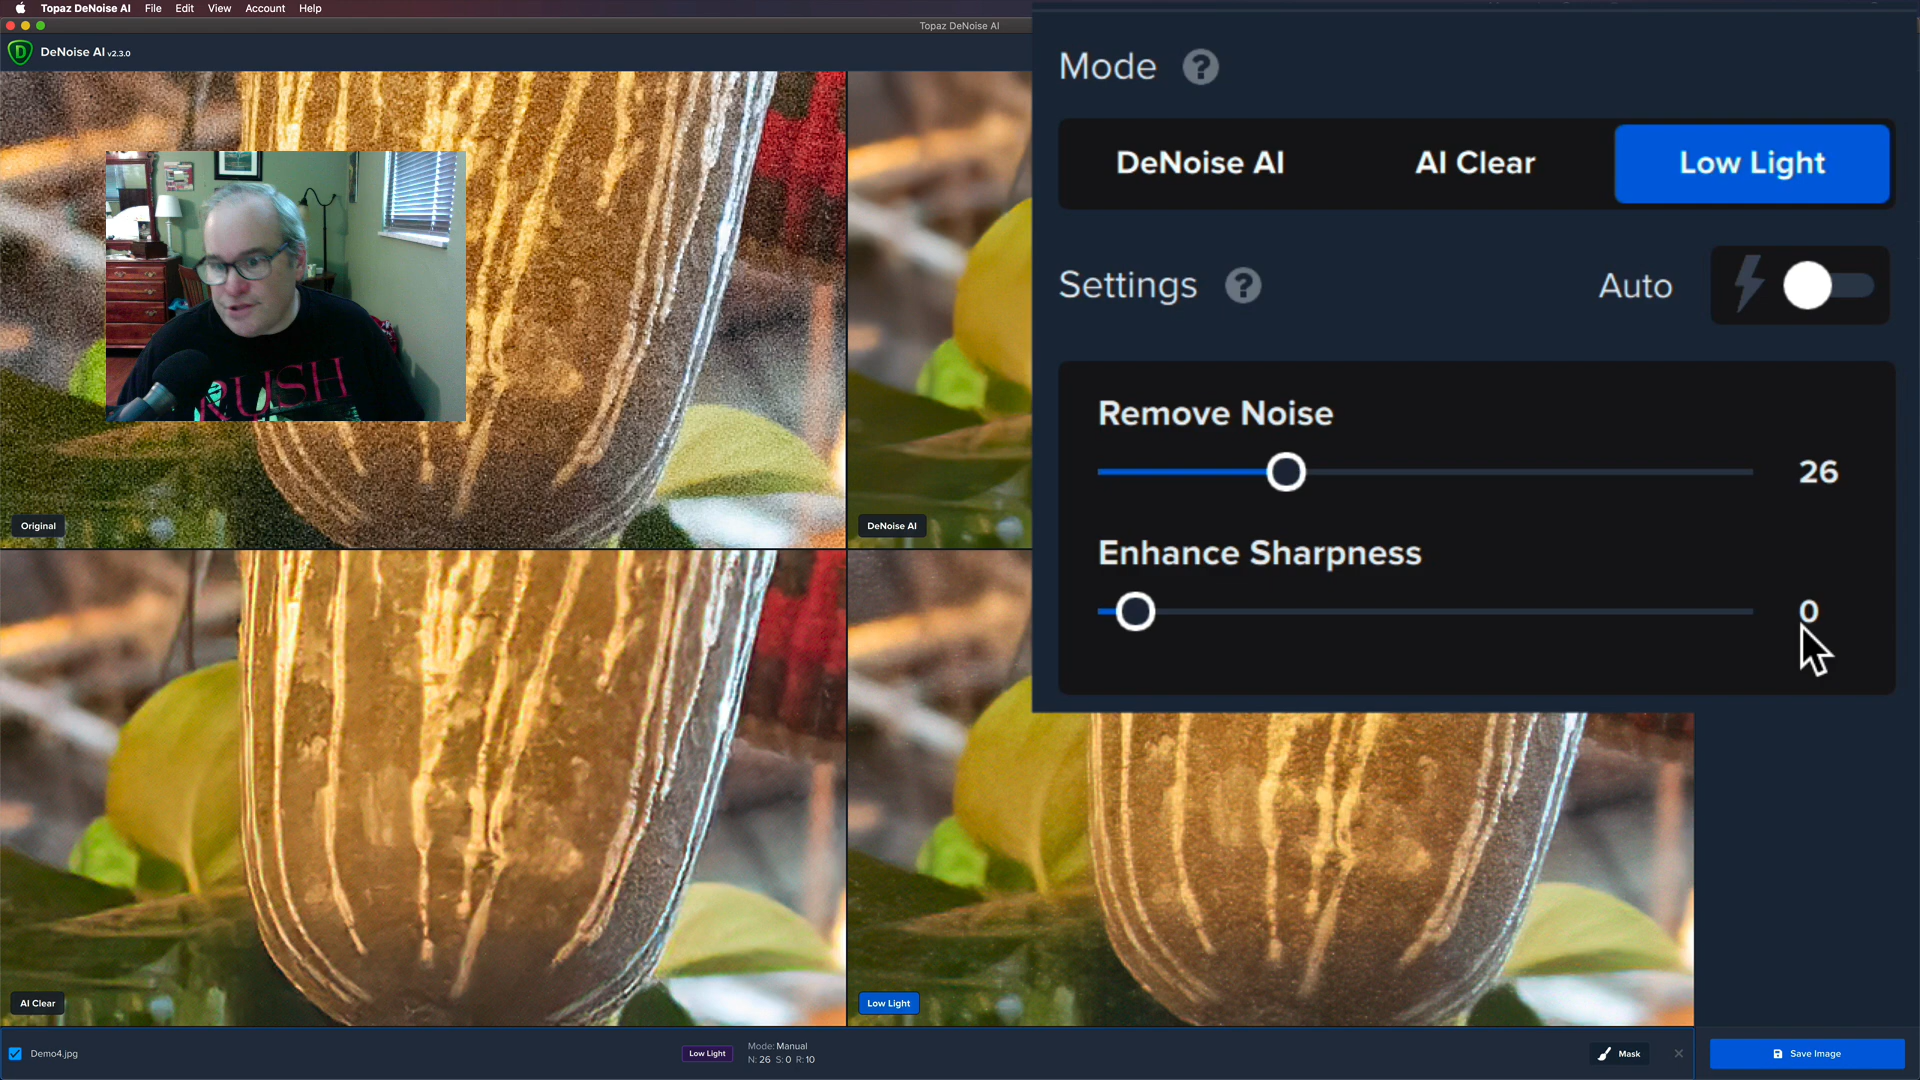 Topaz DeNoise AI File Edit View Account Help
Topaz DeNoise AI
DeNoise AI v2.3.0
Mode ?
DeNoise AI AI Clear Low Light
Settings ? Auto
Remove Noise
26
Enhance Sharpness
0
RUSH
Original
DeNoise AI
AI Clear
Low Light
Demo4.jpg
Low Light
Mode: Manual
N: 26 S: 0 R: 10
Mask
Save Image